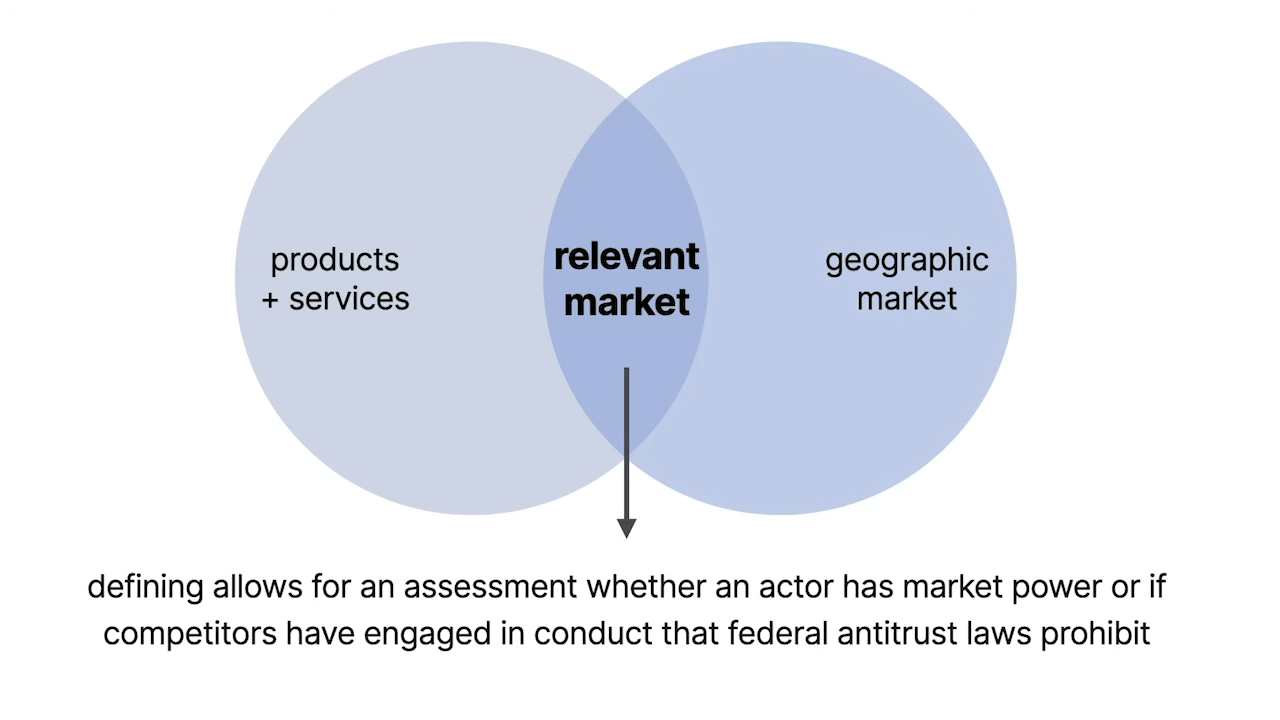 products
+ services
relevant
market
geographic
market
defining allows for an assessment whether an actor has market power or if
competitors have engaged in conduct that federal antitrust laws prohibit